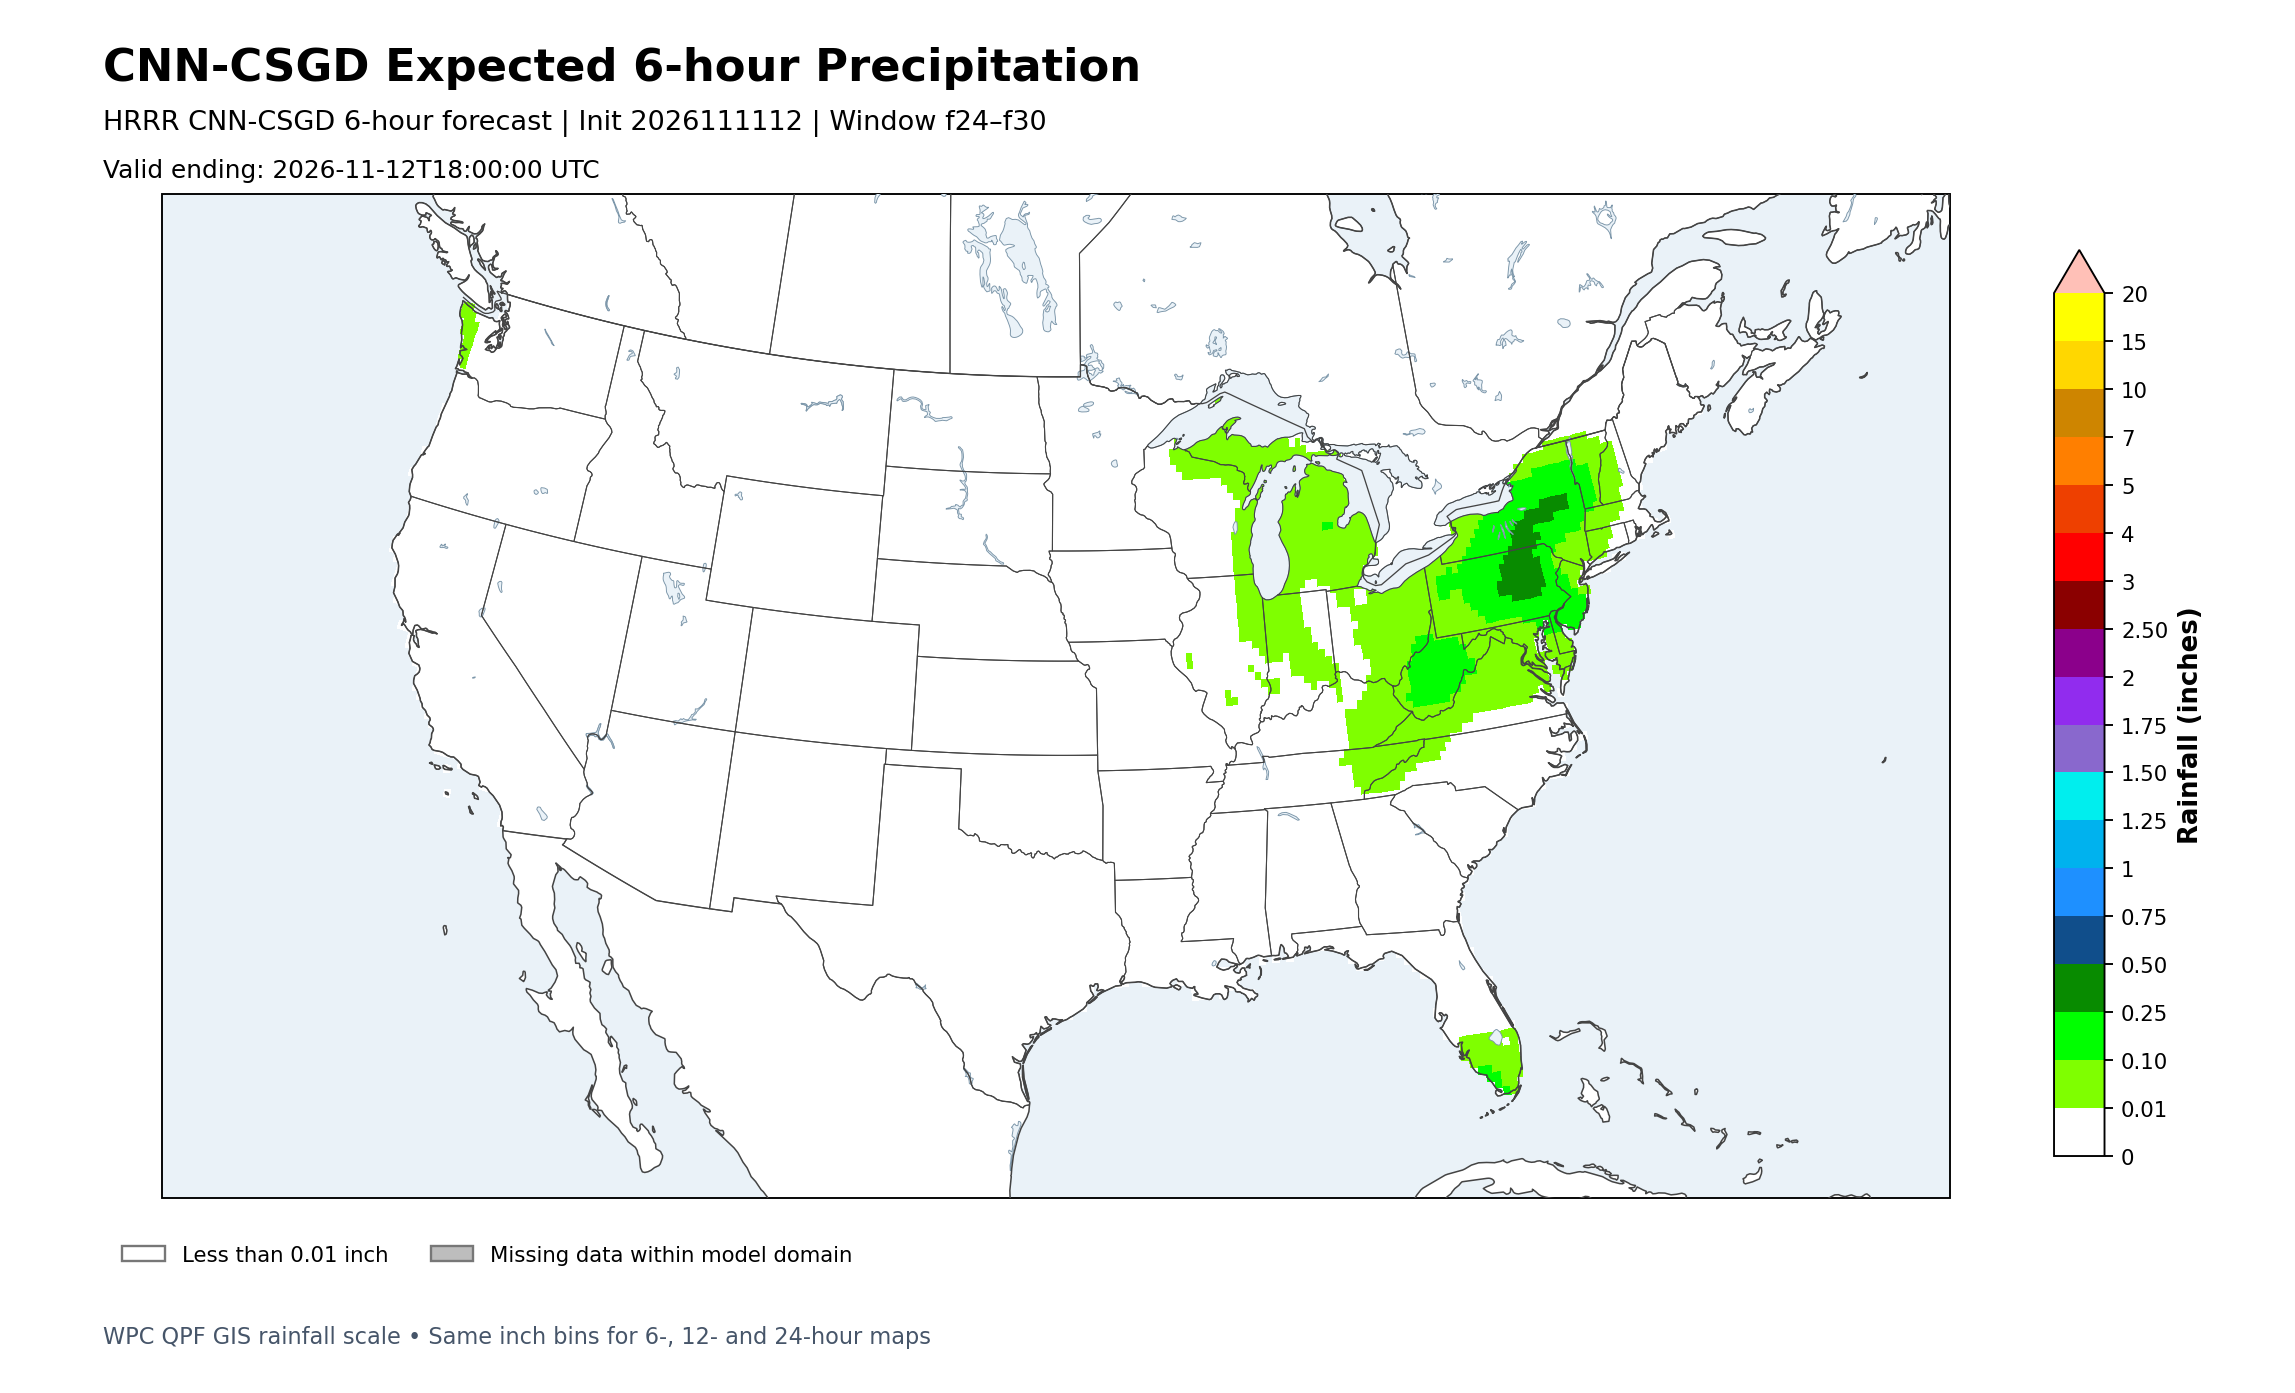 CNN-CSGD Expected 6-hour Precipitation
HRRR CNN-CSGD 6-hour forecast | Init 2026111112 | Window f24–f30
Valid ending: 2026-11-12T18:00:00 UTC
20
15
10
7
5
4
3
2.50
2
1.75
1.50
1.25
1
0.75
0.50
0.25
0.10
0.01
0
Rainfall (inches)
Less than 0.01 inch
Missing data within model domain
WPC QPF GIS rainfall scale • Same inch bins for 6-, 12- and 24-hour maps